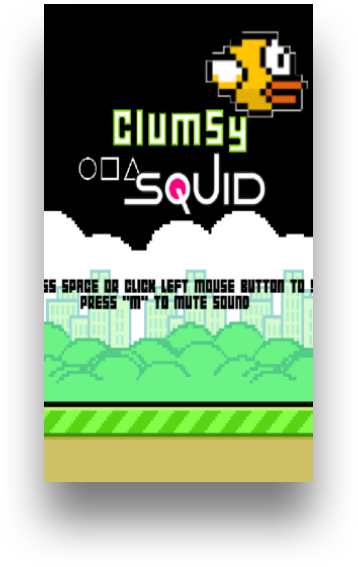 Clumsy
SQUID
SPACE OR CLICK LEFT MOUSE BUTTON TO
PRESS "M" TO MUTE SOUND